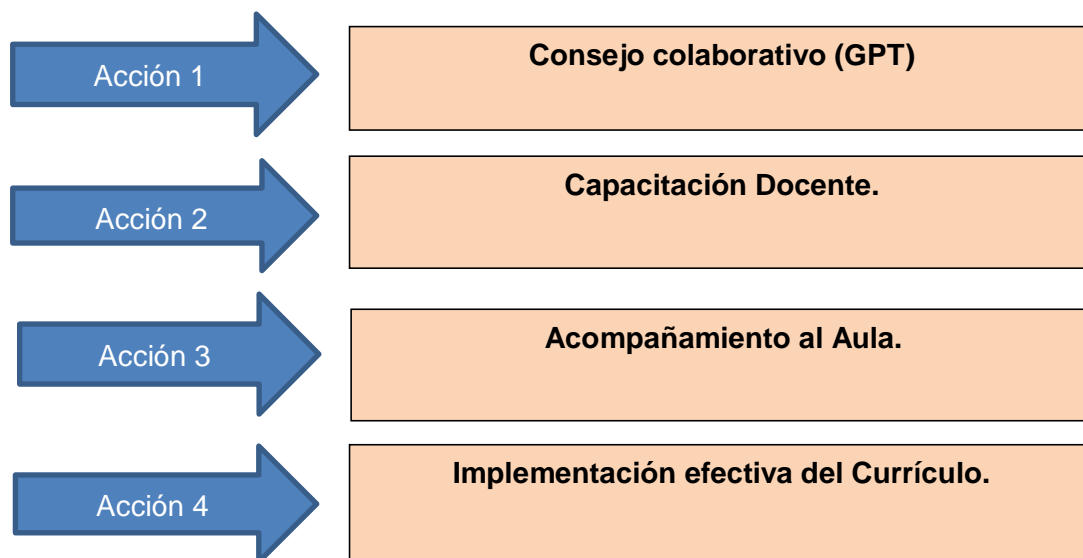 Acción 1
Consejo colaborativo (GPT)
Acción 2
Capacitación Docente.
Acción 3
Acompañamiento al Aula.
Acción 4
Implementación efectiva del Currículo.